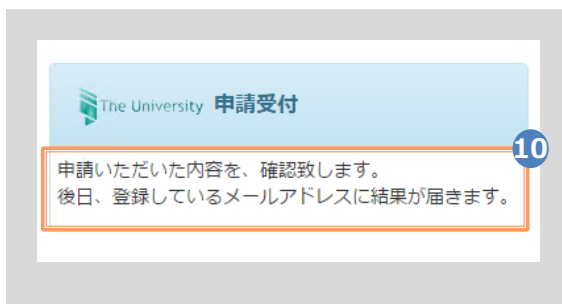 The University 申請受付
10
申請いただいた内容を、確認致します。
後日、登録しているメールアドレスに結果が届きます。